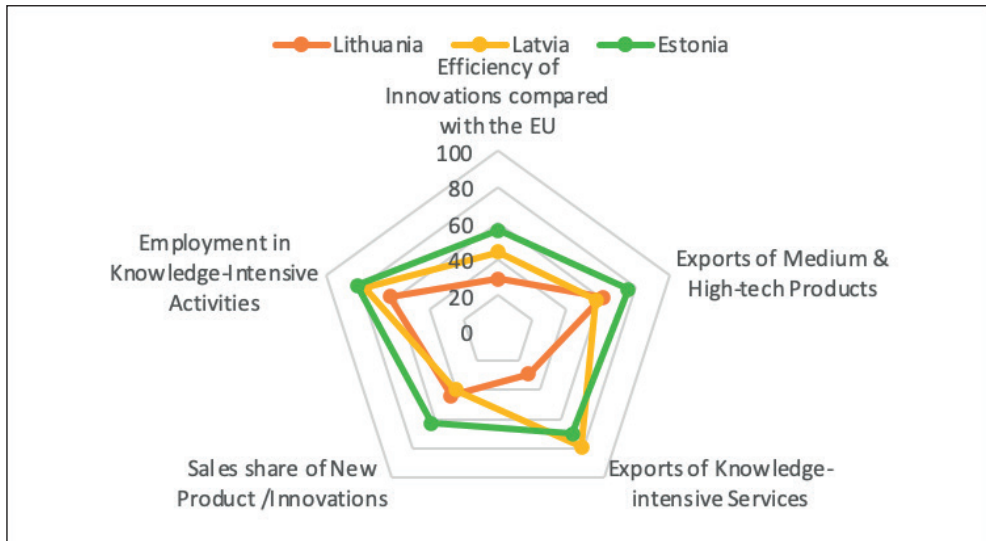 Lithuania Latvia Estonia
Efficiency of
Innovations compared
with the EU
100
80
60
40
20
0
Employment in
Knowledge-Intensive
Activities
Exports of Medium &
High-tech Products
Sales share of New
Product /Innovations
Exports of Knowledge-
intensive Services